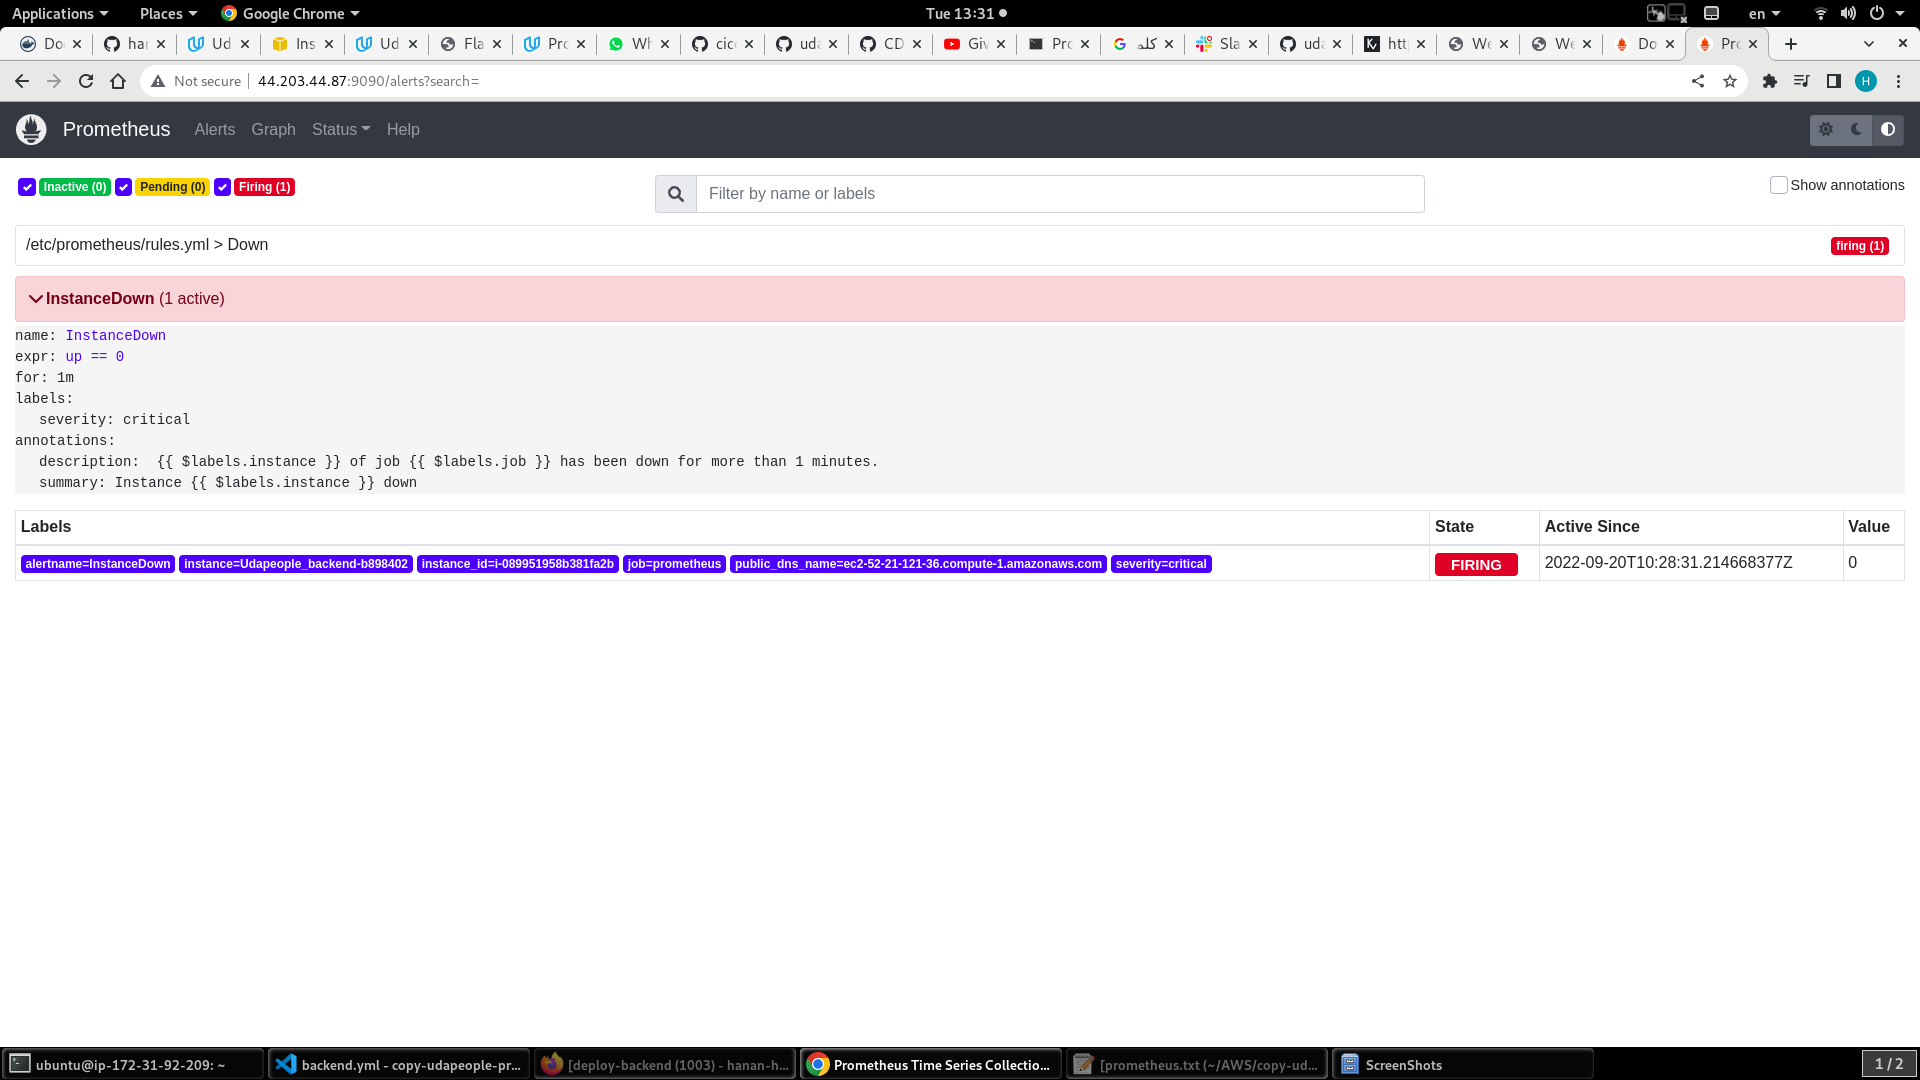 Applications Places Google Chrome Tue 13:31 en
Do har Ud Ins Ud Fla Pro Wh cicc uda CD Giv Pro كلمه Sla uda htt We We Do Pro
Not secure 44.203.44.87:9090/alerts?search= H
Prometheus Alerts Graph Status Help
Inactive (0) Pending (0) Firing (1) Filter by name or labels Show annotations
/etc/prometheus/rules.yml > Down firing (1)
InstanceDown (1 active)
name: InstanceDown
expr: up == 0
for: 1m
labels:
severity: critical
annotations:
description: {{ $labels.instance }} of job {{ $labels.job }} has been down for more than 1 minutes.
summary: Instance {{ $labels.instance }} down
Labels State Active Since Value
alertname=InstanceDown instance=Udapeople_backend-b898402 instance_id=i-089951958b381fa2b job=prometheus public_dns_name=ec2-52-21-121-36.compute-1.amazonaws.com severity=critical FIRING 2022-09-20T10:28:31.214668377Z 0
ubuntu@ip-172-31-92-209: ~ backend.yml - copy-udapeople-pr... [deploy-backend (1003) - hanan-h... Prometheus Time Series Collectio... [prometheus.txt (~/AWS/copy-ud... ScreenShots 1 / 2